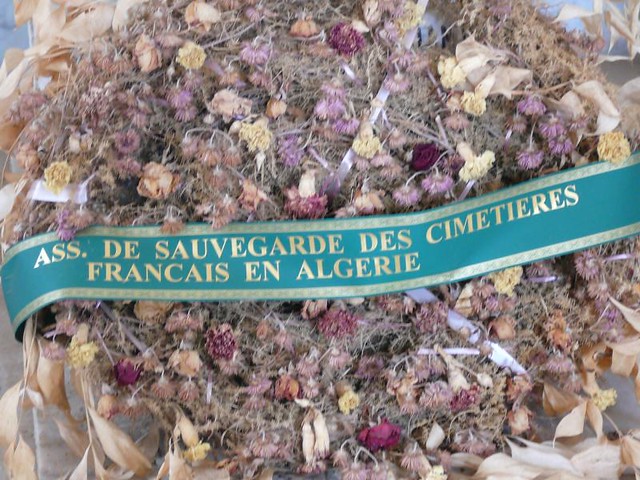 ASS. DE SAUVEGARDE DES CIMETIERES
FRANCAIS EN ALGERIE